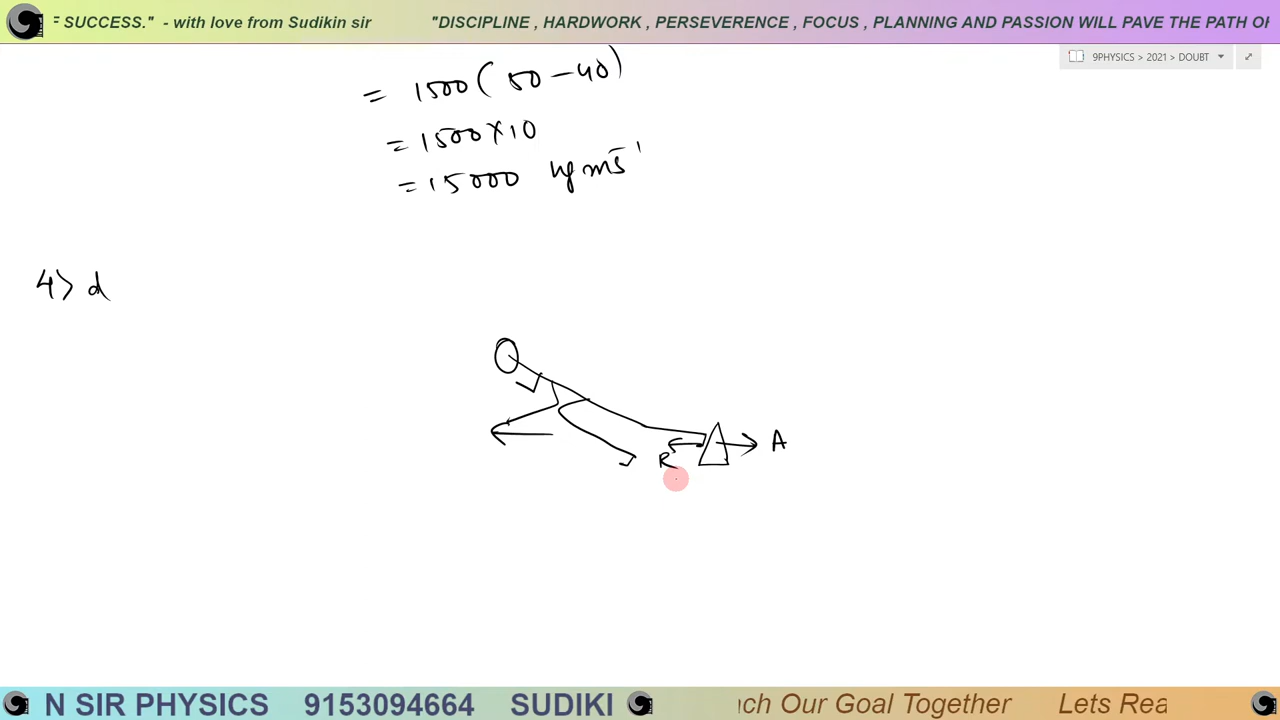 = SUCCESS." - with love from Sudikin sir "DISCIPLINE , HARDWORK , PERSEVERENCE , FOCUS , PLANNING AND PASSION WILL PAVE THE PATH OF
9PHYSICS > 2021 > DOUBT
= 1500 ( 50 - 40 )
= 1500 × 10
= 15000 kg ms⁻¹
4> d
R A
N SIR PHYSICS 9153094664 SUDIKI ch Our Goal Together Lets Rea